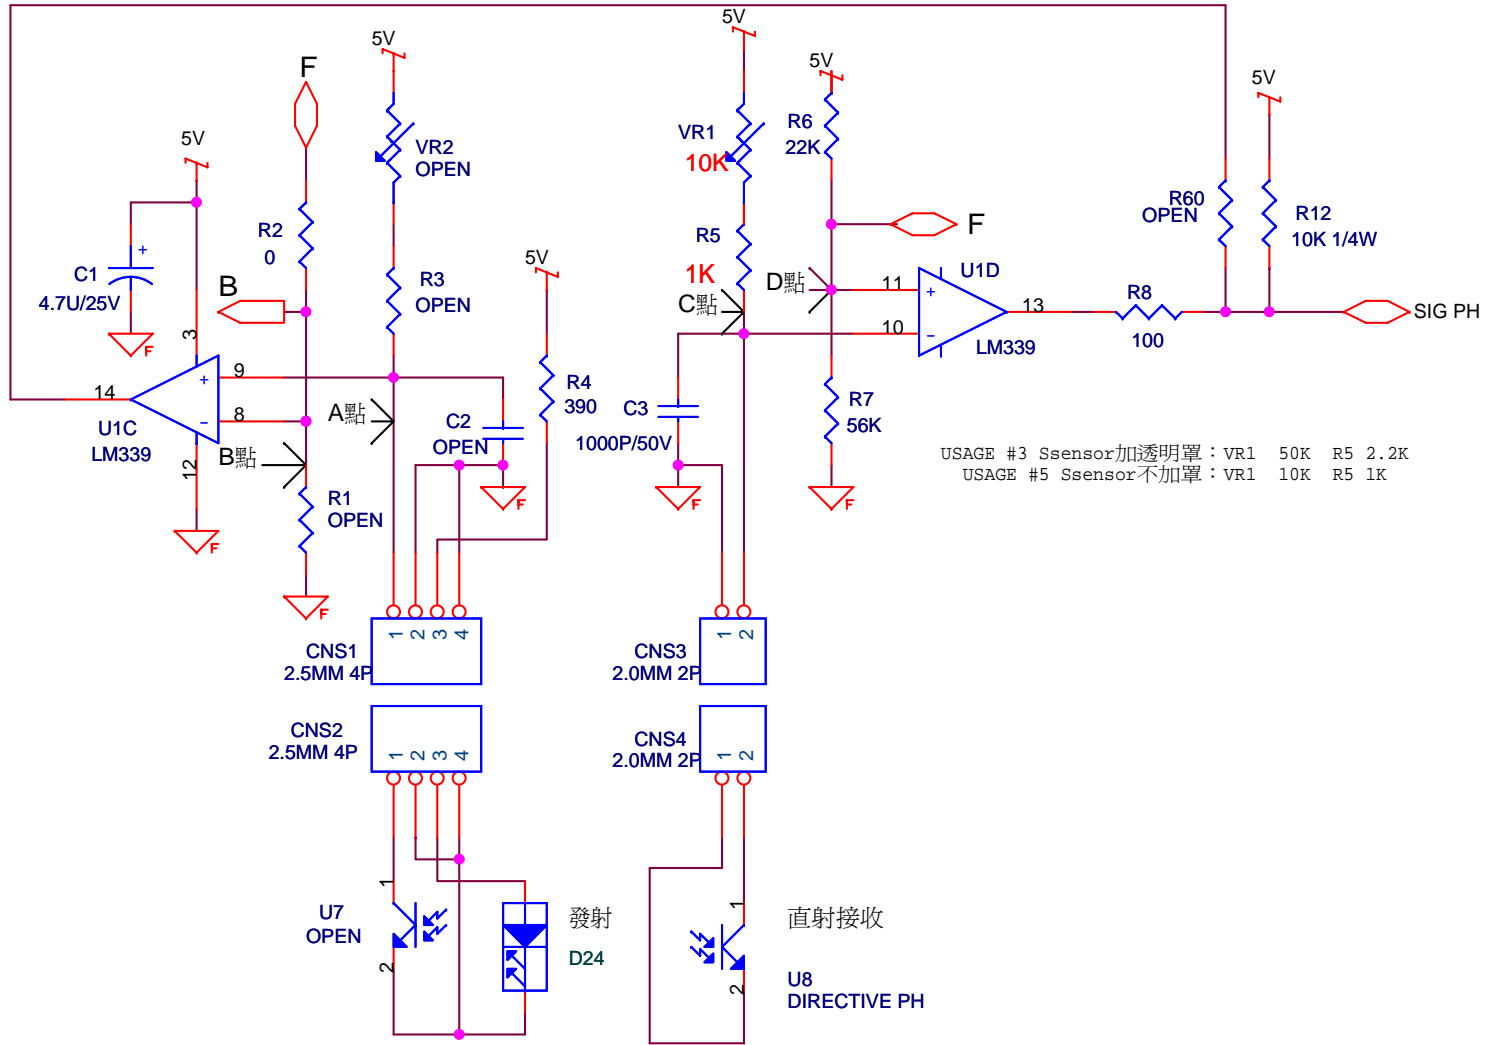 5V
5V
5V
5V
5V
5V
F
VR2
OPEN
VR1
10K
R6
22K
R60
OPEN
R12
10K 1/4W
R2
0
C1
4.7U/25V
F
B
R3
OPEN
R5
1K
C點
D點
F
11
10
U1D
13
LM339
R8
100
SIG PH
3
9
14
8
U1C
LM339
12
B點
A點
R1
OPEN
C2
OPEN
R4
390
C3
1000P/50V
R7
56K
USAGE #3 Ssensor加透明罩：VR1 50K R5 2.2K
USAGE #5 Ssensor不加罩：VR1 10K R5 1K
F
F
F
F
F
CNS1
2.5MM 4P
1 2 3 4
CNS3
2.0MM 2P
1 2
CNS2
2.5MM 4P
1 2 3 4
CNS4
2.0MM 2P
1 2
1
U7
OPEN
2
發射
D24
1
直射接收
2
U8
DIRECTIVE PH